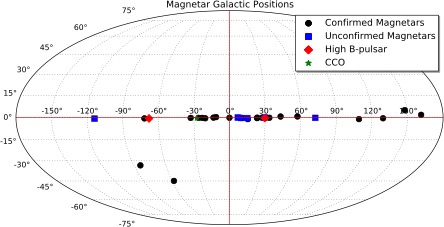 Magnetar Galactic Positions
75°
Confirmed Magnetars
Unconfirmed Magnetars
High B-pulsar
CCO
60°
45°
30°
15°
-150° -120° -90° -60° -30° 0° 30° 60° 90° 120° 150°
0°
-15°
-30°
-45°
-60°
-75°